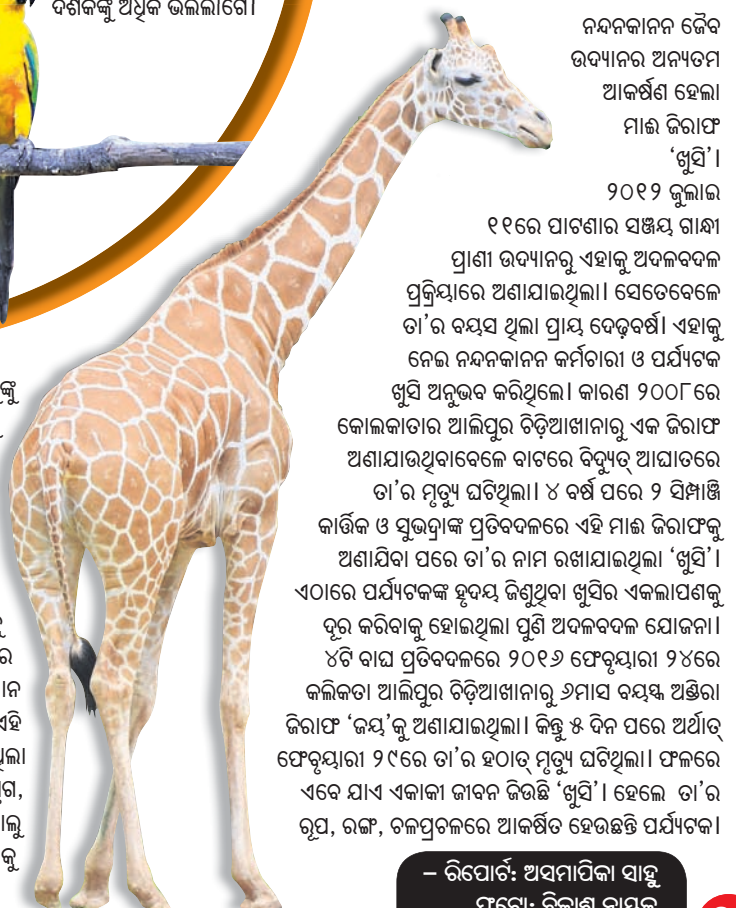 ଦର୍ଶକଙ୍କୁ ଅଧିକ ଭଲଲାଗେ।
ନନ୍ଦନକାନନ ଜୈବ
ଉଦ୍ୟାନର ଅନ୍ୟତମ
ଆକର୍ଷଣ ହେଲା
ମାଈ ଜିରାଫ
‘ଖୁସି’।
୨୦୧୨ ଜୁଲାଇ
୧୧ରେ ପାଟଣାର ସଞ୍ଜୟ ଗାନ୍ଧୀ
ପ୍ରାଣୀ ଉଦ୍ୟାନରୁ ଏହାକୁ ଅଦଳବଦଳ
ପ୍ରକ୍ରିୟାରେ ଅଣାଯାଇଥିଲା। ସେତେବେଳେ
ତା’ର ବୟସ ଥିଲା ପ୍ରାୟ ଦେଢ଼ବର୍ଷ। ଏହାକୁ
ନେଇ ନନ୍ଦନକାନନ କର୍ମଚାରୀ ଓ ପର୍ଯ୍ୟଟକ
ଖୁସି ଅନୁଭବ କରିଥିଲେ। କାରଣ ୨୦୦୮ରେ
କୋଲକାତାର ଆଲିପୁର ଚିଡ଼ିଆଖାନାରୁ ଏକ ଜିରାଫ
ଅଣାଯାଉଥିବାବେଳେ ବାଟରେ ବିଦ୍ୟୁତ୍ ଆଘାତରେ
ତା’ର ମୃତ୍ୟୁ ଘଟିଥିଲା। ୪ ବର୍ଷ ପରେ ୨ ସିମ୍ପାଞ୍ଜି
କାର୍ତ୍ତିକ ଓ ସୁଭଦ୍ରାଙ୍କ ପ୍ରତିବଦଳରେ ଏହି ମାଈ ଜିରାଫକୁ
ଅଣାଯିବା ପରେ ତା’ର ନାମ ରଖାଯାଇଥିଲା ‘ଖୁସି’।
ଏଠାରେ ପର୍ଯ୍ୟଟକଙ୍କ ହୃଦୟ ଜିଣୁଥିବା ଖୁସିର ଏକଲାପଣକୁ
ଦୂର କରିବାକୁ ହୋଇଥିଲା ପୁଣି ଅଦଳବଦଳ ଯୋଜନା।
୪ଟି ବାଘ ପ୍ରତିବଦଳରେ ୨୦୧୬ ଫେବୃୟାରୀ ୨୪ରେ
କଲିକତା ଆଲିପୁର ଚିଡ଼ିଆଖାନାରୁ ୬ମାସ ବୟସ୍କ ଅଣ୍ଡିରା
ଜିରାଫ ‘ଜୟ’କୁ ଅଣାଯାଇଥିଲା। କିନ୍ତୁ ୫ ଦିନ ପରେ ଅର୍ଥାତ୍
ଫେବୃୟାରୀ ୨୯ରେ ତା’ର ହଠାତ୍ ମୃତ୍ୟୁ ଘଟିଥିଲା। ଫଳରେ
ଏବେ ଯାଏ ଏକାକୀ ଜୀବନ ଜିଉଛି ‘ଖୁସି’। ହେଲେ ତା’ର
ରୂପ, ରଙ୍ଗ, ଚଳପ୍ରଚଳରେ ଆକର୍ଷିତ ହେଉଛନ୍ତି ପର୍ଯ୍ୟଟକ।
– ରିପୋର୍ଟ: ଅସମାପିକା ସାହୁ
ଫଟୋ: ବିକାଶ ନାୟକ